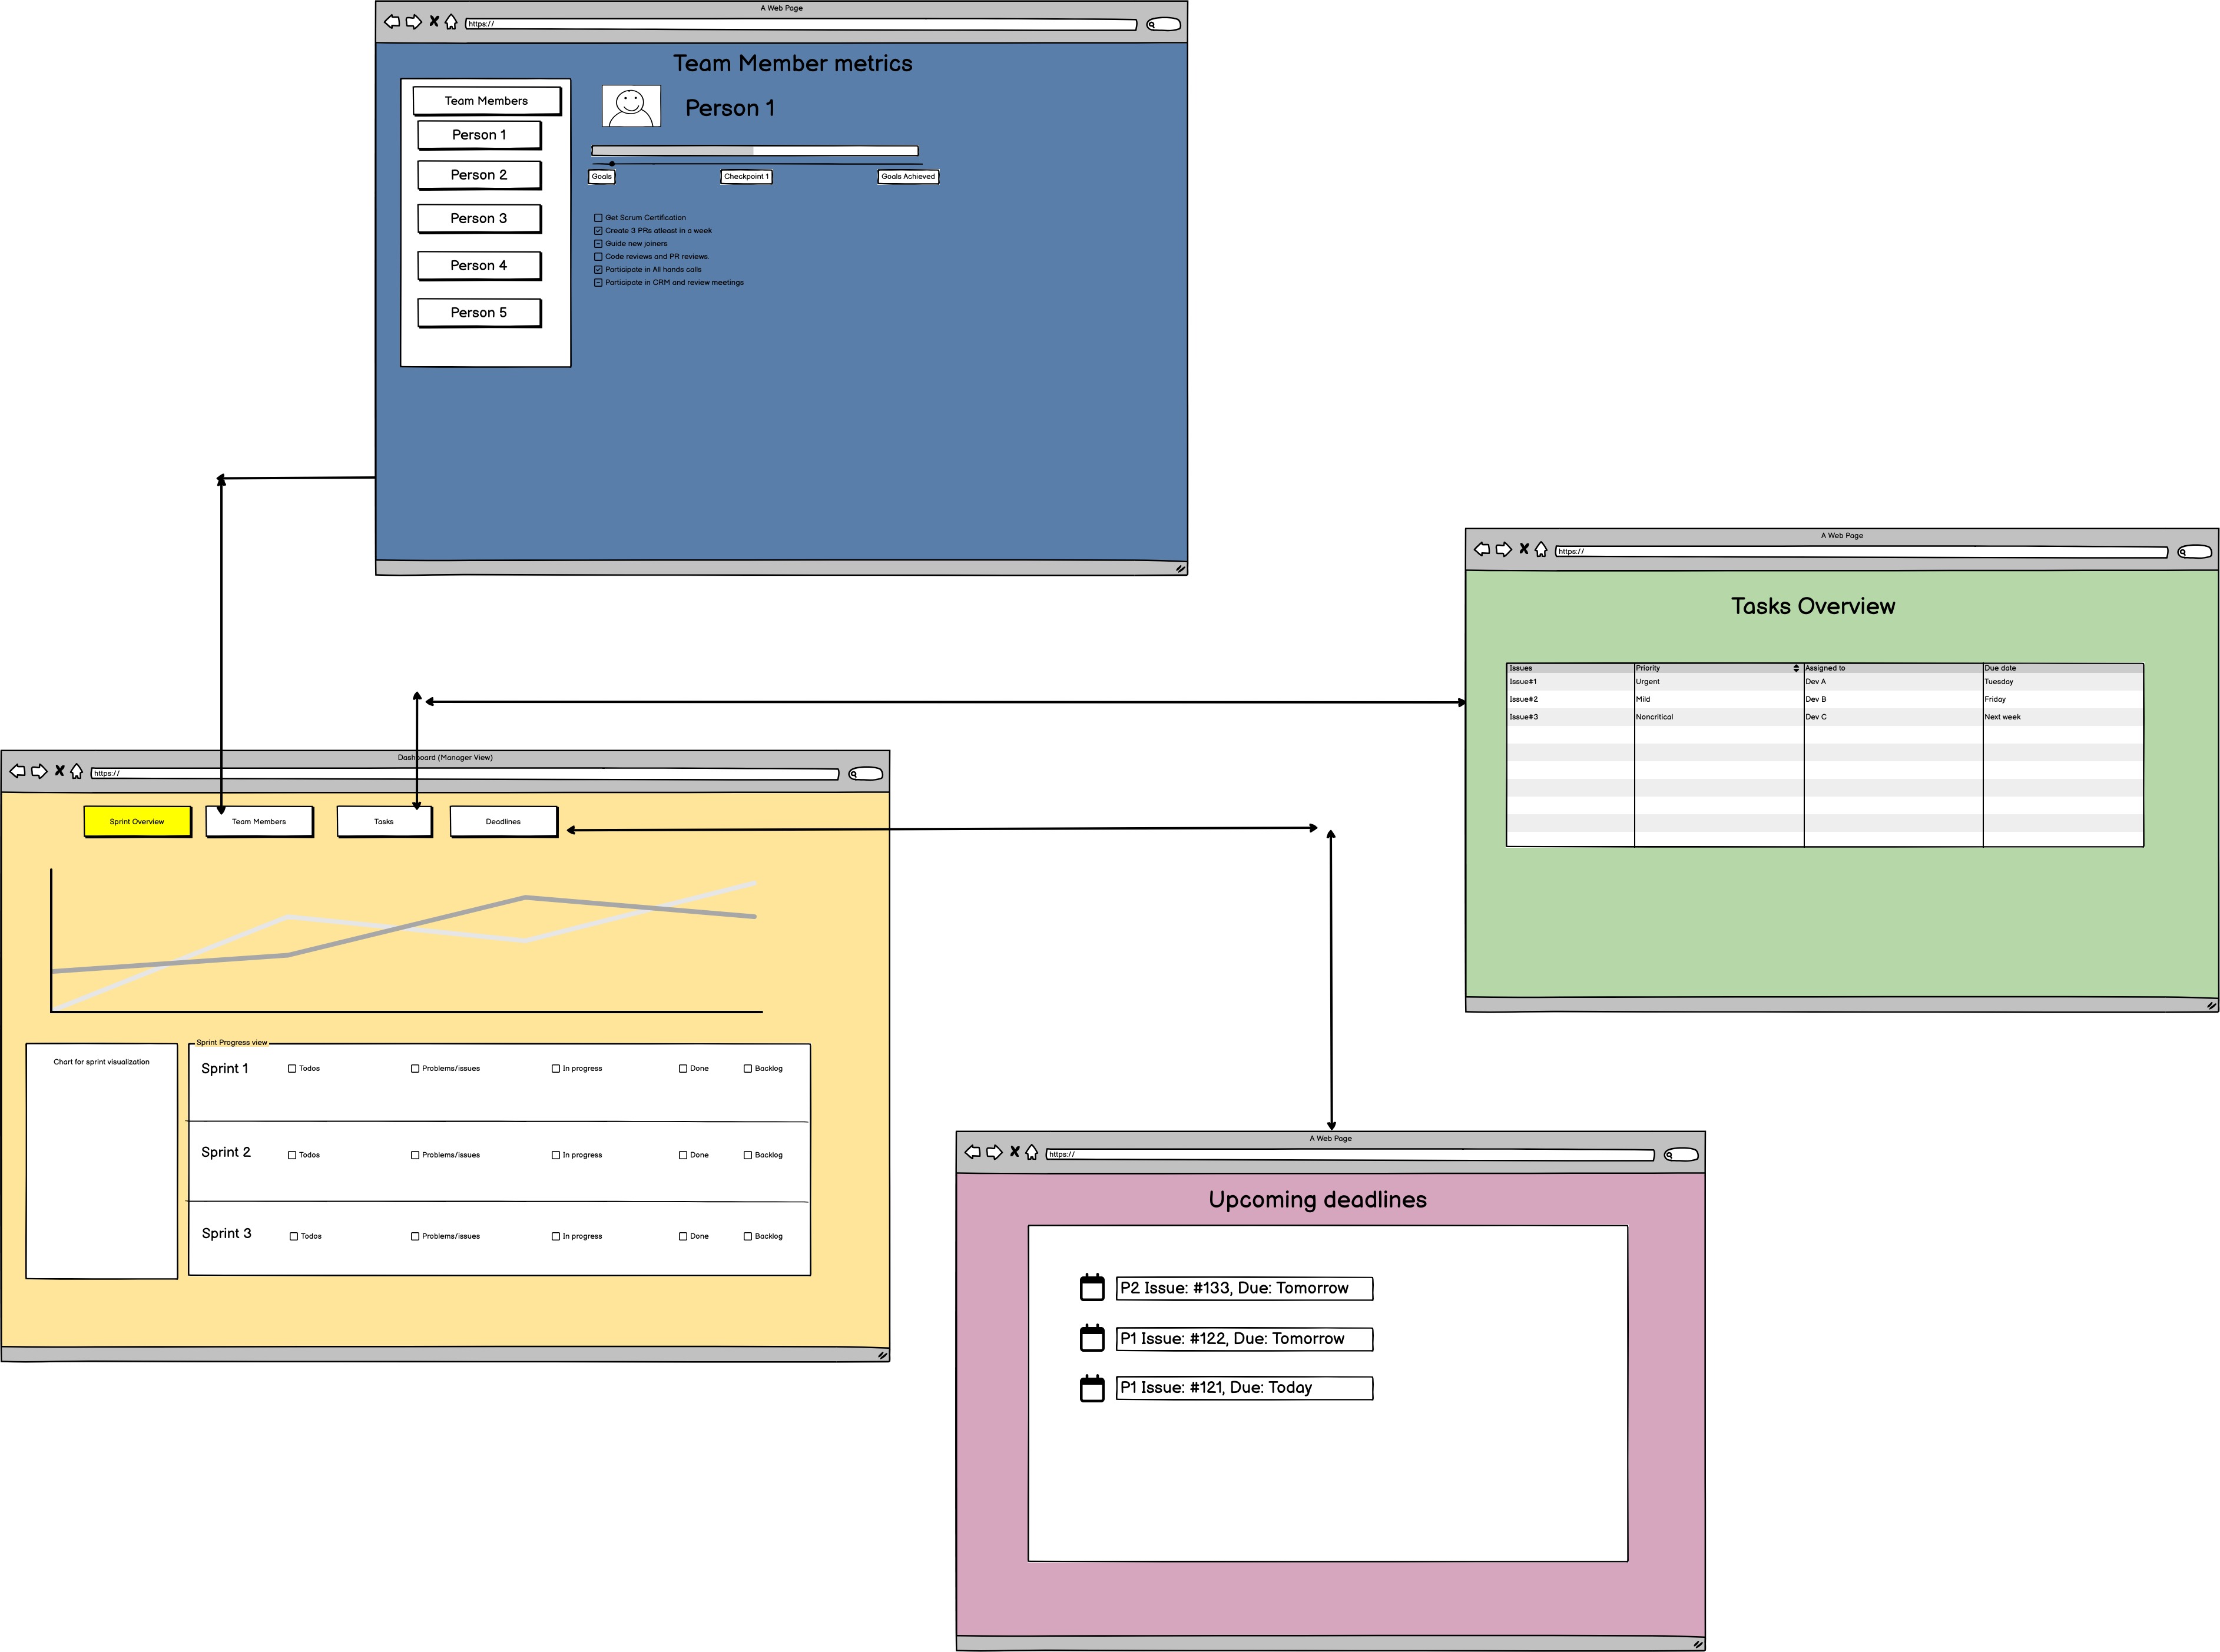 A Web Page
https://
Team Member metrics
Team Members
Person 1
Person 2
Person 3
Person 4
Person 5
Person 1
Goals
Checkpoint 1
Goals Achieved
Get Scrum Certification
Create 3 PRs atleast in a week
Guide new joiners
Code reviews and PR reviews.
Participate in All hands calls
Participate in CRM and review meetings
A Web Page
https://
Tasks Overview
Issues Priority Assigned to Due date
Issue#1 Urgent Dev A Tuesday
Issue#2 Mild Dev B Friday
Issue#3 Noncritical Dev C Next week
Dashboard (Manager View)
https://
Sprint Overview
Team Members
Tasks
Deadlines
Chart for sprint visualization
Sprint Progress view
Sprint 1 Todos Problems/issues In progress Done Backlog
Sprint 2 Todos Problems/issues In progress Done Backlog
Sprint 3 Todos Problems/issues In progress Done Backlog
A Web Page
https://
Upcoming deadlines
P2 Issue: #133, Due: Tomorrow
P1 Issue: #122, Due: Tomorrow
P1 Issue: #121, Due: Today